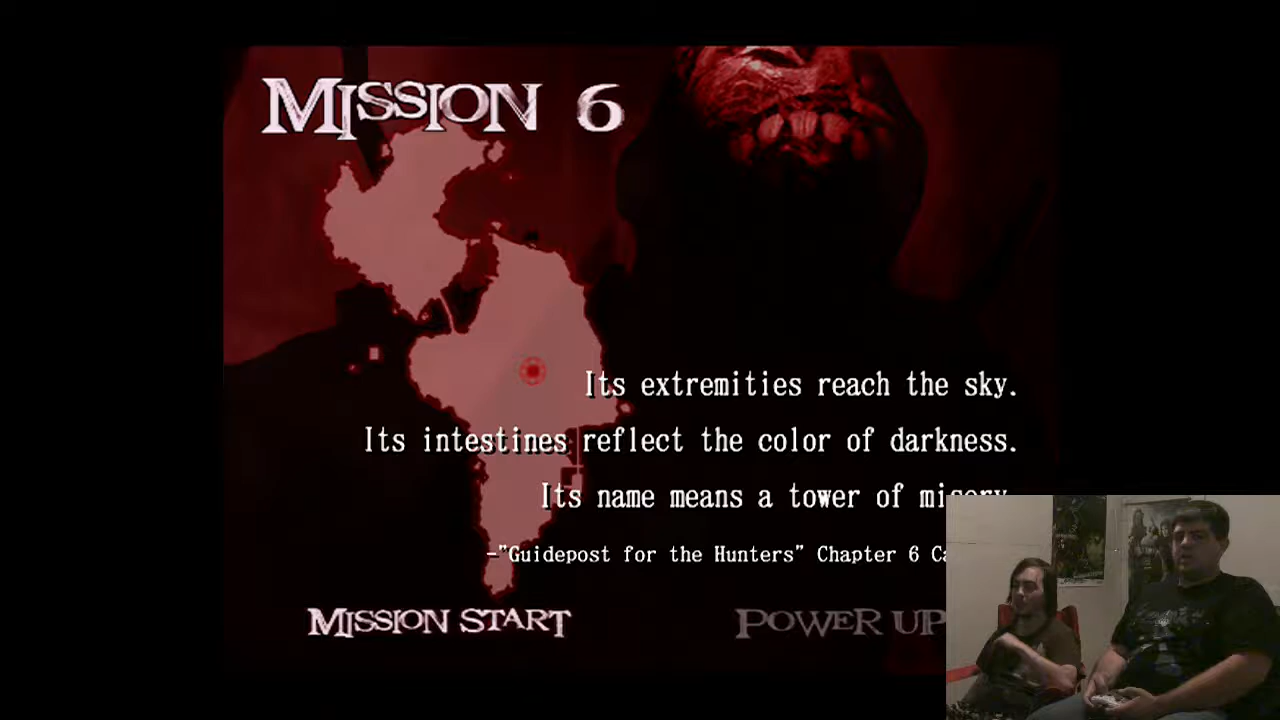 MISSION 6
Its extremities reach the sky.
Its intestines reflect the color of darkness.
Its name means a tower of misery.
-"Guidepost for the Hunters" Chapter 6
MISSION START
POWER UP